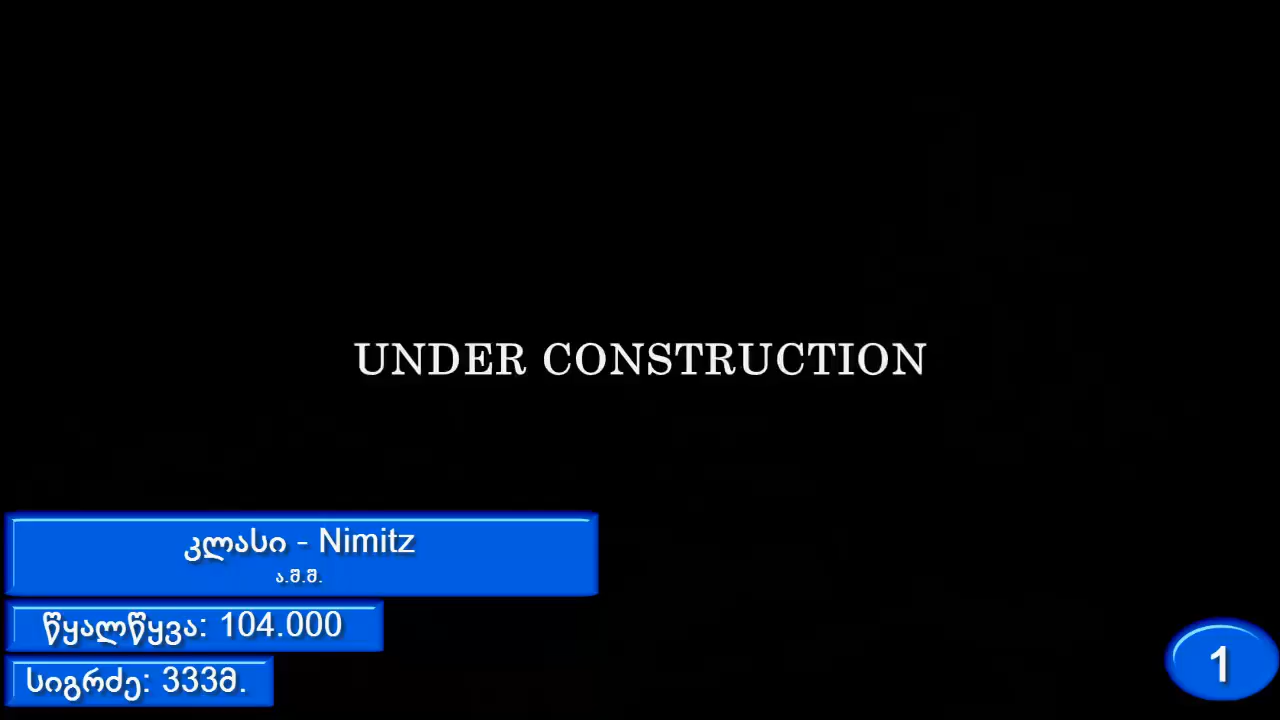 UNDER CONSTRUCTION
კლასი - Nimitz
ა.შ.შ.
წყალწყვა: 104.000
სიგრძე: 333მ.
1